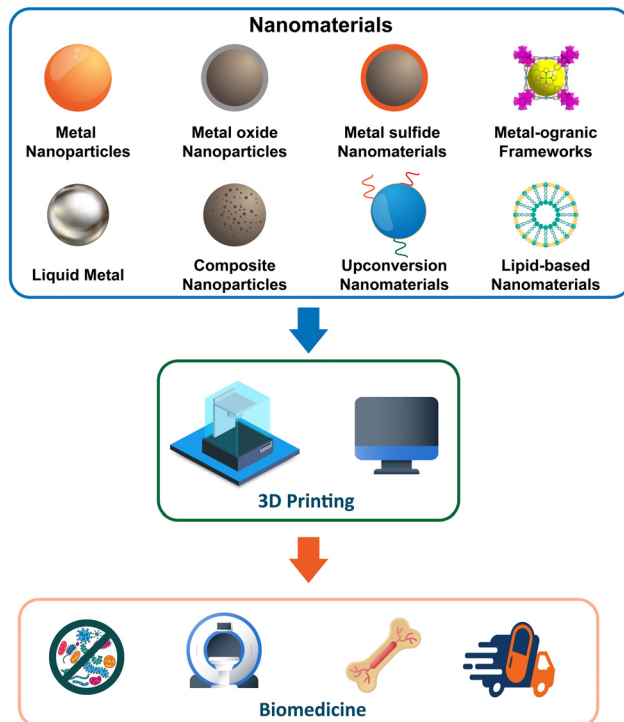 Nanomaterials
Metal
Nanoparticles
Metal oxide
Nanoparticles
Metal sulfide
Nanomaterials
Metal-ogranic
Frameworks
Liquid Metal
Composite
Nanoparticles
Upconversion
Nanomaterials
Lipid-based
Nanomaterials
3D Printing
Biomedicine